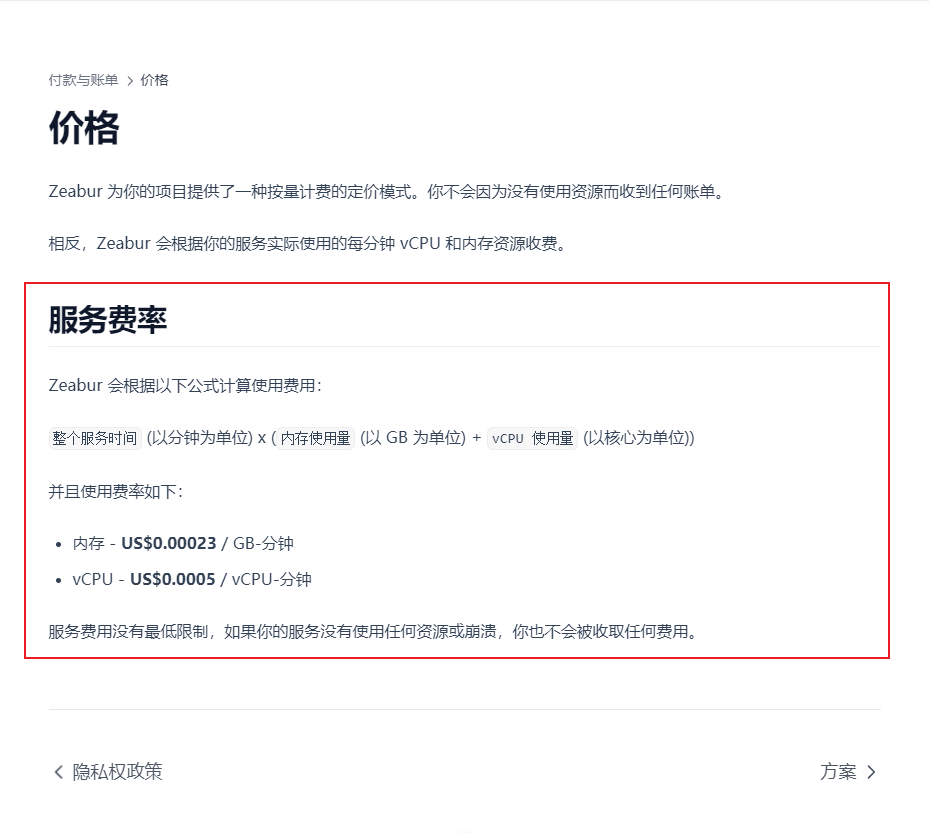 付款与账单 > 价格
价格
Zeabur 为你的项目提供了一种按量计费的定价模式。你不会因为没有使用资源而收到任何账单。
相反，Zeabur 会根据你的服务实际使用的每分钟 vCPU 和内存资源收费。
服务费率
Zeabur 会根据以下公式计算使用费用：
整个服务时间 (以分钟为单位) x ( 内存使用量 (以 GB 为单位) + vCPU 使用量 (以核心为单位))
并且使用费率如下：
• 内存 - US$0.00023 / GB-分钟
• vCPU - US$0.0005 / vCPU-分钟
服务费用没有最低限制，如果你的服务没有使用任何资源或崩溃，你也不会被收取任何费用。
< 隐私权政策
方案 >